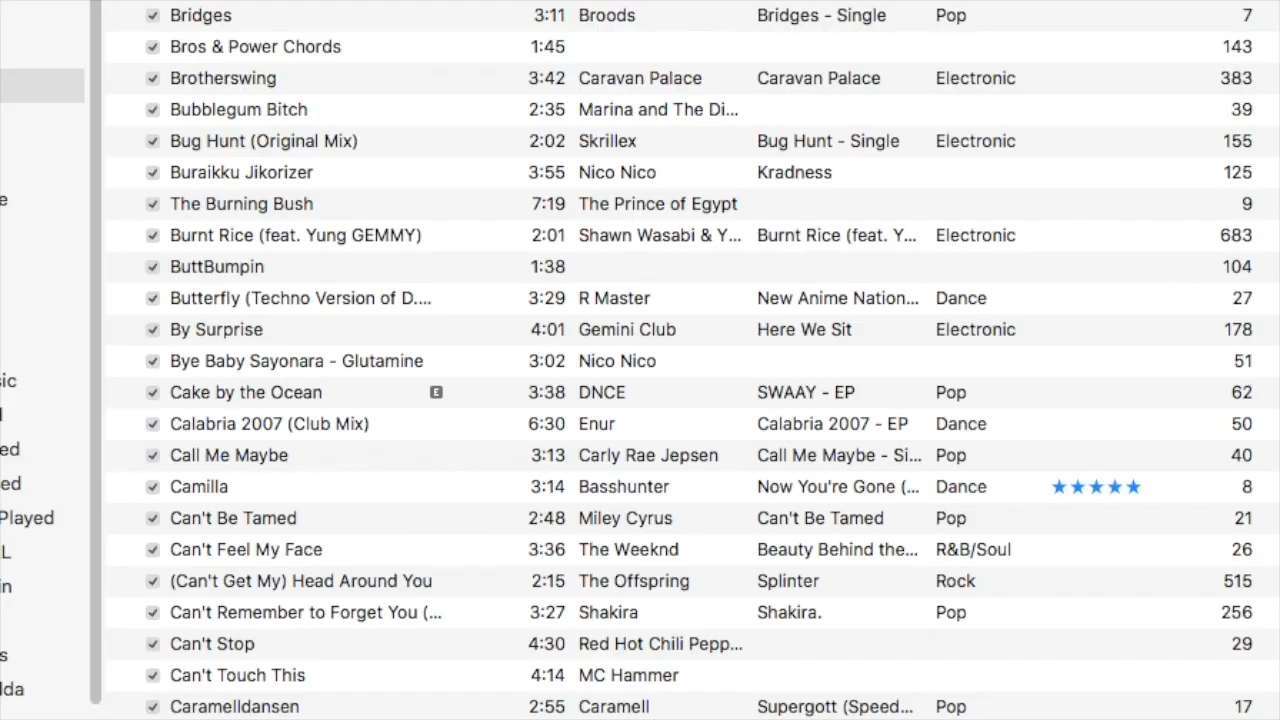 Bridges 3:11 Broods Bridges - Single Pop 7
Bros & Power Chords 1:45 143
Brotherswing 3:42 Caravan Palace Caravan Palace Electronic 383
Bubblegum Bitch 2:35 Marina and The Di... 39
Bug Hunt (Original Mix) 2:02 Skrillex Bug Hunt - Single Electronic 155
Buraikku Jikorizer 3:55 Nico Nico Kradness 125
e
The Burning Bush 7:19 The Prince of Egypt 9
Burnt Rice (feat. Yung GEMMY) 2:01 Shawn Wasabi & Y... Burnt Rice (feat. Y... Electronic 683
ButtBumpin 1:38 104
Butterfly (Techno Version of D.... 3:29 R Master New Anime Nation... Dance 27
By Surprise 4:01 Gemini Club Here We Sit Electronic 178
Bye Baby Sayonara - Glutamine 3:02 Nico Nico 51
ic
Cake by the Ocean E 3:38 DNCE SWAAY - EP Pop 62
Calabria 2007 (Club Mix) 6:30 Enur Calabria 2007 - EP Dance 50
ed
Call Me Maybe 3:13 Carly Rae Jepsen Call Me Maybe - Si... Pop 40
ed
Camilla 3:14 Basshunter Now You're Gone (... Dance ★★★★★ 8
Played
Can't Be Tamed 2:48 Miley Cyrus Can't Be Tamed Pop 21
L
Can't Feel My Face 3:36 The Weeknd Beauty Behind the... R&B/Soul 26
in
(Can't Get My) Head Around You 2:15 The Offspring Splinter Rock 515
Can't Remember to Forget You (... 3:27 Shakira Shakira. Pop 256
s
Can't Stop 4:30 Red Hot Chili Pepp... 29
lda
Can't Touch This 4:14 MC Hammer
Caramelldansen 2:55 Caramell Supergott (Speed... Pop 17